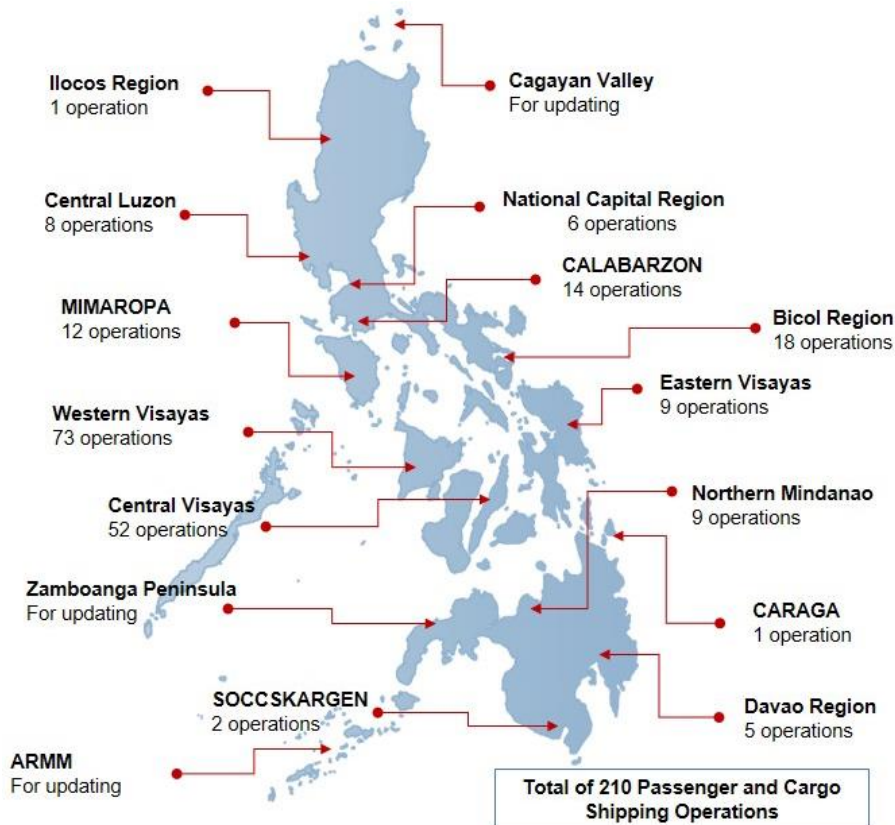 Ilocos Region
1 operation
Cagayan Valley
For updating
Central Luzon
8 operations
National Capital Region
6 operations
CALABARZON
14 operations
MIMAROPA
12 operations
Bicol Region
18 operations
Eastern Visayas
9 operations
Western Visayas
73 operations
Northern Mindanao
9 operations
Central Visayas
52 operations
Zamboanga Peninsula
For updating
CARAGA
1 operation
SOCCSKARGEN
2 operations
Davao Region
5 operations
ARMM
For updating
Total of 210 Passenger and Cargo
Shipping Operations